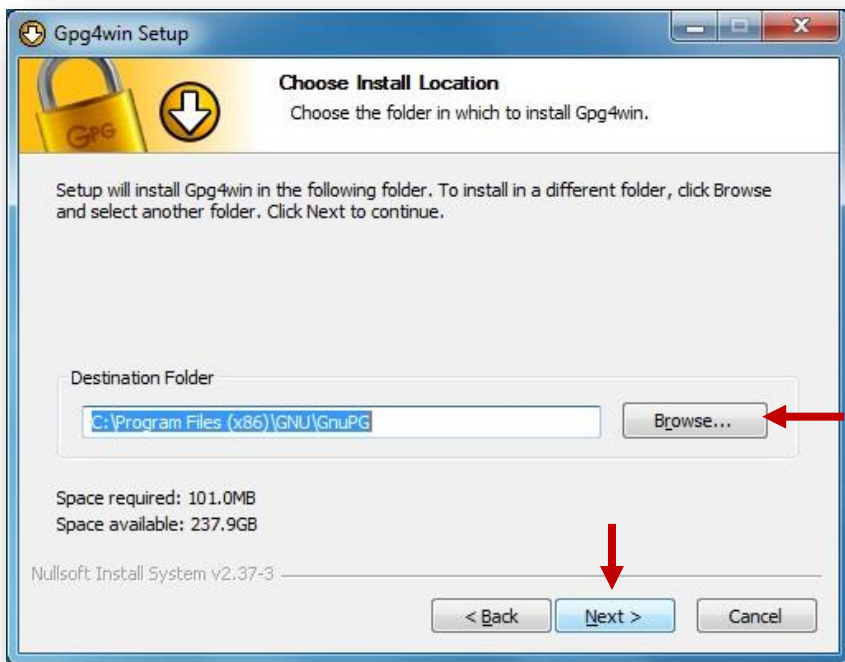 Gpg4win Setup
Choose Install Location
Choose the folder in which to install Gpg4win.
GPG
Setup will install Gpg4win in the following folder. To install in a different folder, click Browse
and select another folder. Click Next to continue.
Destination Folder
C:\Program Files (x86)\GNU\GnuPG
Browse...
Space required: 101.0MB
Space available: 237.9GB
Nullsoft Install System v2.37-3
< Back Next > Cancel